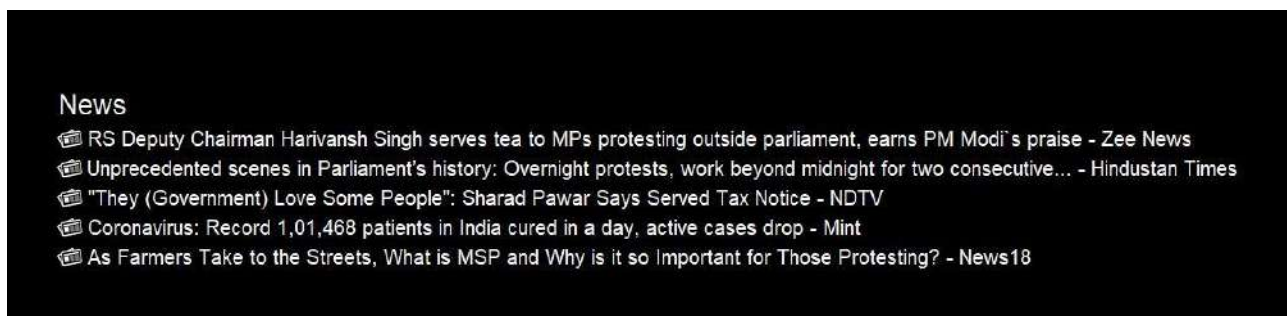 News
RS Deputy Chairman Harivansh Singh serves tea to MPs protesting outside parliament, earns PM Modi`s praise - Zee News
Unprecedented scenes in Parliament's history: Overnight protests, work beyond midnight for two consecutive... - Hindustan Times
"They (Government) Love Some People": Sharad Pawar Says Served Tax Notice - NDTV
Coronavirus: Record 1,01,468 patients in India cured in a day, active cases drop - Mint
As Farmers Take to the Streets, What is MSP and Why is it so Important for Those Protesting? - News18